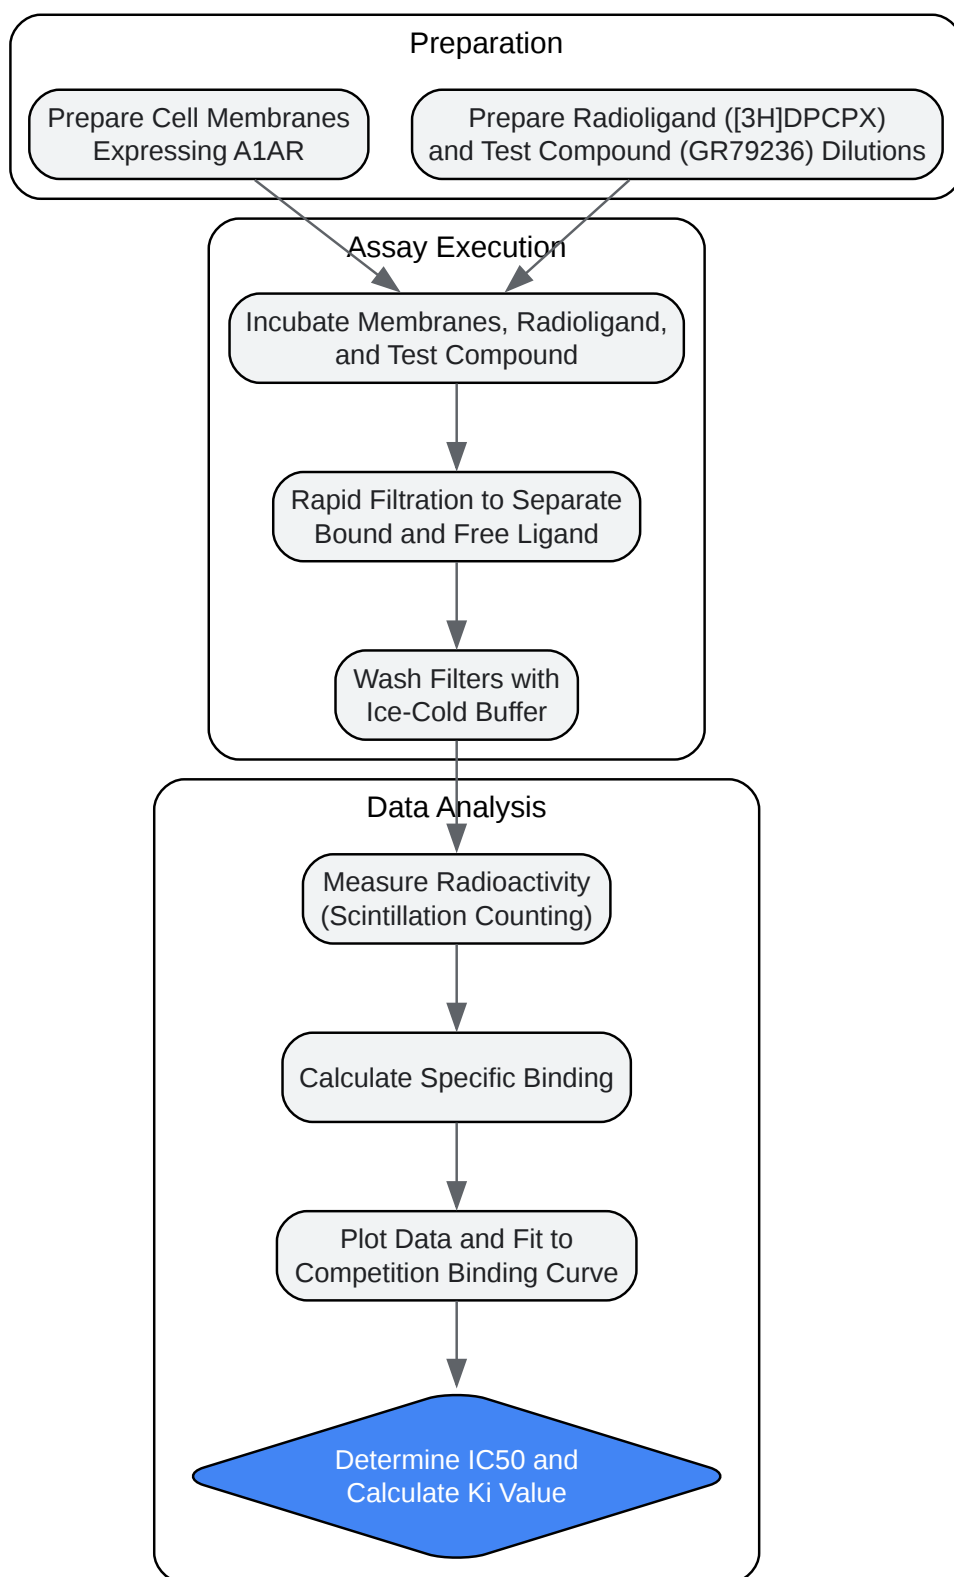 Preparation
Prepare Cell Membranes
Expressing A1AR
Prepare Radioligand ([3H]DPCPX)
and Test Compound (GR79236) Dilutions
Assay Execution
Incubate Membranes, Radioligand,
and Test Compound
Rapid Filtration to Separate
Bound and Free Ligand
Wash Filters with
Ice-Cold Buffer
Data Analysis
Measure Radioactivity
(Scintillation Counting)
Calculate Specific Binding
Plot Data and Fit to
Competition Binding Curve
Determine IC50 and
Calculate Ki Value